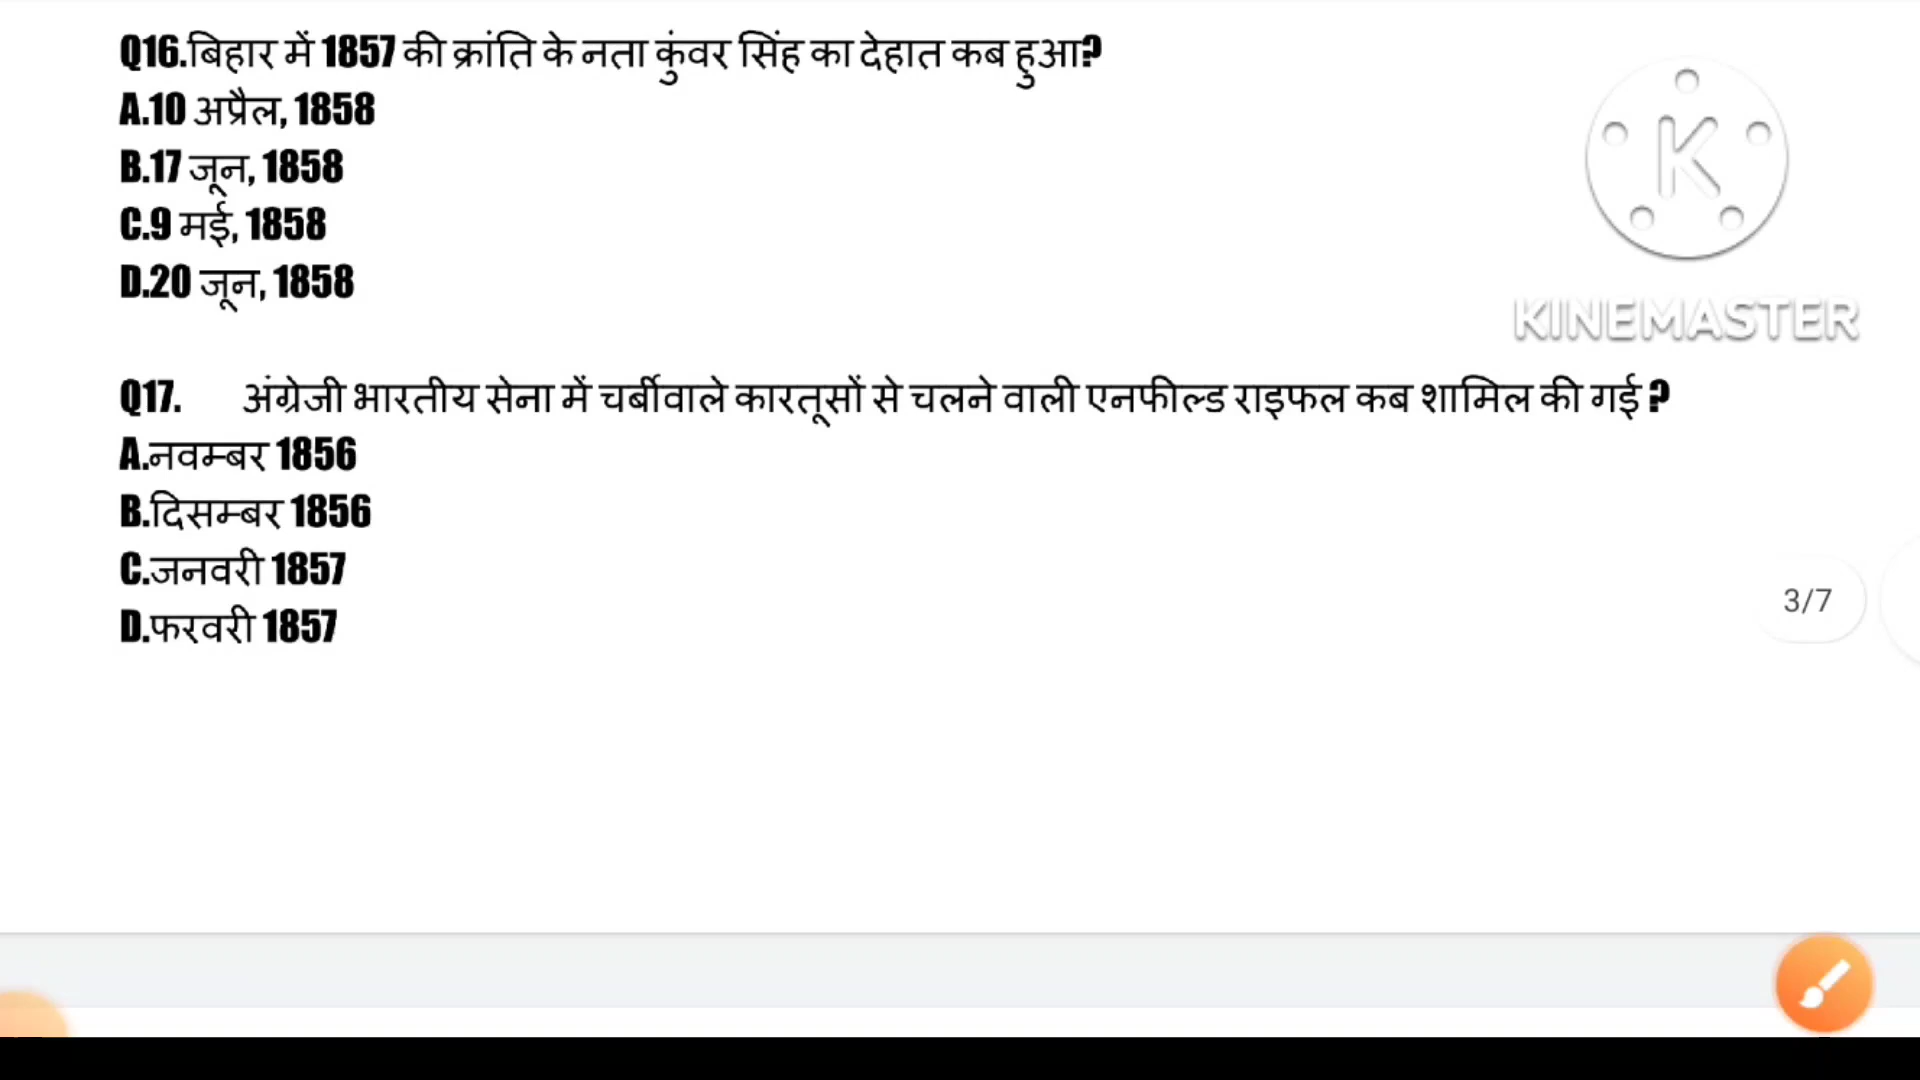 Q16.बिहार में 1857 की क्रांति के नता कुंवर सिंह का देहात कब हुआ?
A.10 अप्रैल, 1858
B.17 जून, 1858
C.9 मई, 1858
D.20 जून, 1858
K
KINEMASTER
Q17. अंग्रेजी भारतीय सेना में चर्बीवाले कारतूसों से चलने वाली एनफील्ड राइफल कब शामिल की गई ?
A.नवम्बर 1856
B.दिसम्बर 1856
C.जनवरी 1857
D.फरवरी 1857
3/7